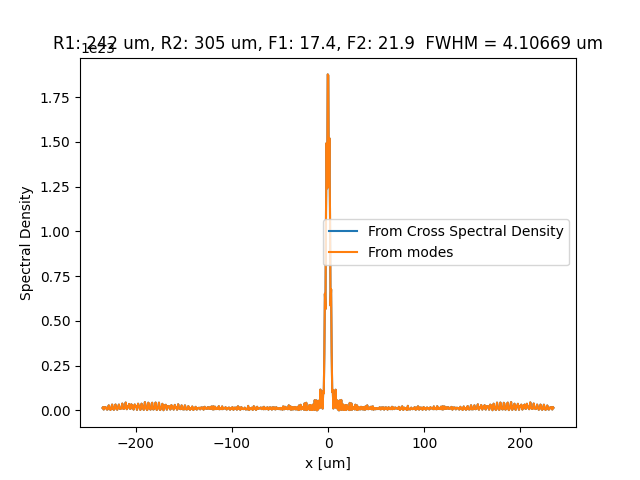 R1: 242 um, R2: 305 um, F1: 17.4, F2: 21.9  FWHM = 4.10669 um
1e23
1.75
1.50
1.25
1.00
0.75
0.50
0.25
0.00
Spectral Density
From Cross Spectral Density
From modes
−200
−100
0
100
200
x [um]